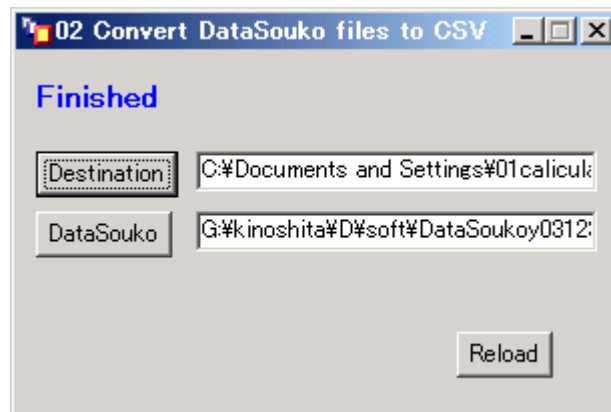 02 Convert DataSouko files to CSV
Finished
Destination C:¥Documents and Settings¥01calicula
DataSouko G:¥kinoshita¥D¥soft¥DataSoukoy0312
Reload